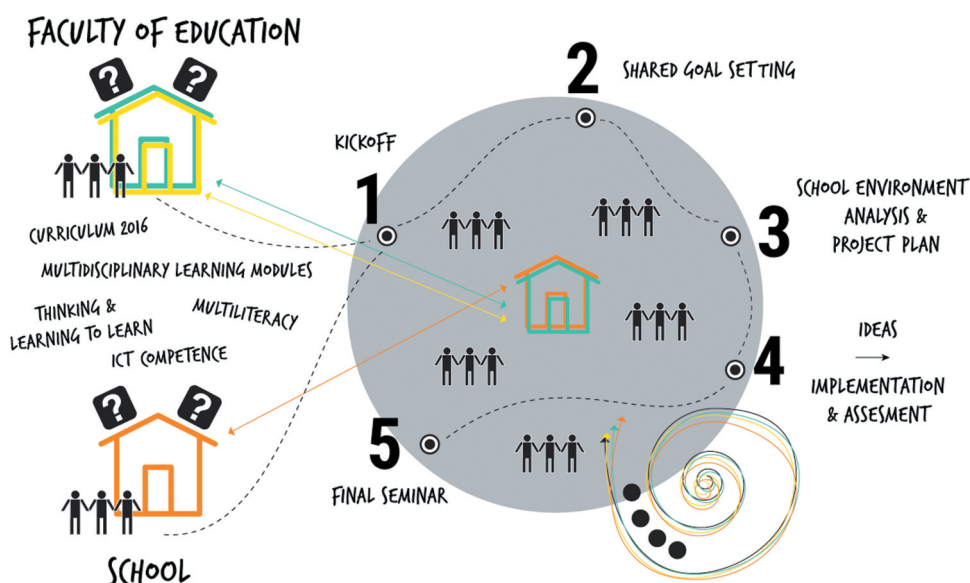 FACULTY OF EDUCATION
? ?
CURRICULUM 2016
MULTIDISCIPLINARY LEARNING MODULES
THINKING &
LEARNING TO LEARN
MULTILITERACY
ICT COMPETENCE
? ?
SCHOOL
KICKOFF
1
2
SHARED GOAL SETTING
3
SCHOOL ENVIRONMENT
ANALYSIS &
PROJECT PLAN
4
IDEAS
→
IMPLEMENTATION
& ASSESMENT
5
FINAL SEMINAR